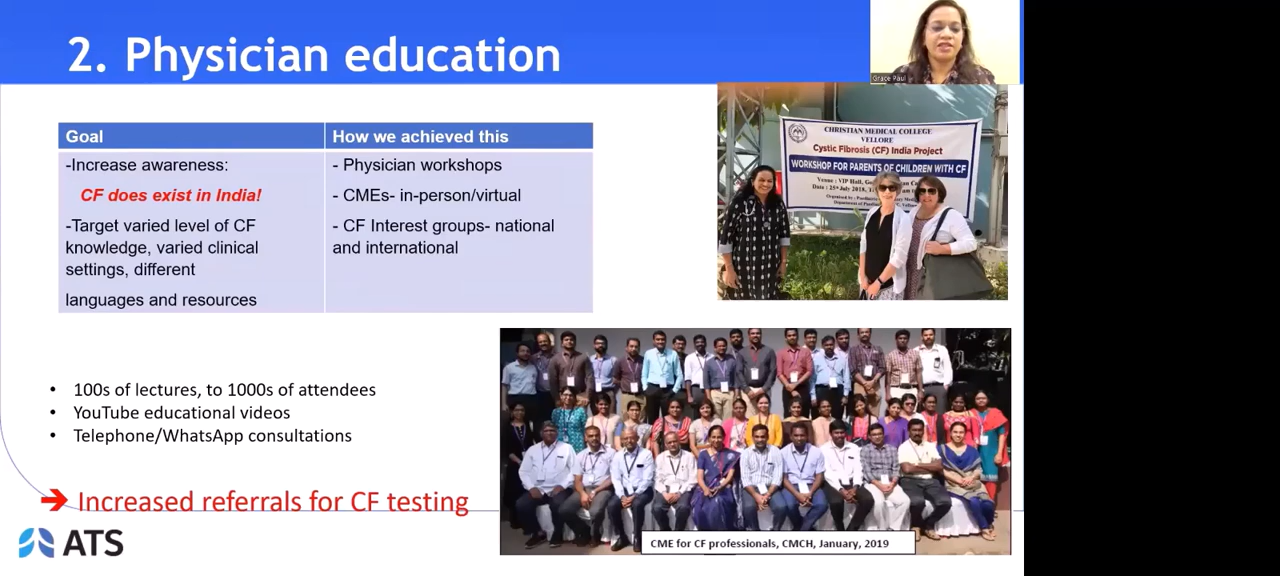 2. Physician education
Grace Paul
Goal
How we achieved this
-Increase awareness:
CF does exist in India!
-Target varied level of CF
knowledge, varied clinical
settings, different
languages and resources
- Physician workshops
- CMEs- in-person/virtual
- CF Interest groups- national
and international
CHRISTIAN MEDICAL COLLEGE
VELLORE
Cystic Fibrosis (CF) India Project
WORKSHOP FOR PARENTS OF CHILDREN WITH CF
Venue : VIP Hall,
Date : 25th July 2018,
• 100s of lectures, to 1000s of attendees
• YouTube educational videos
• Telephone/WhatsApp consultations
➔ Increased referrals for CF testing
ATS
CME for CF professionals, CMCH, January, 2019